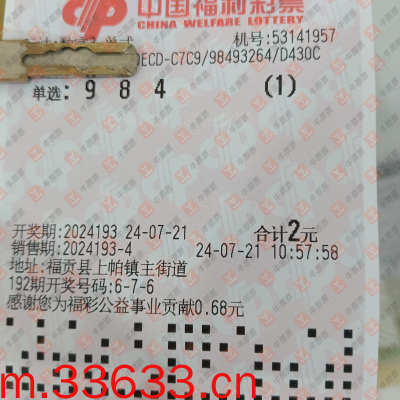 中国福利彩票
CHINA WELFARE LOTTERY
机号:53141957
DECD-C7C9/98493264/D430C
单选: 9 8 4 (1)
开奖期:2024193 24-07-21 合计2元
销售期:2024193-4 24-07-21 10:57:58
地址:福贡县上帕镇主街道
192期开奖号码:6-7-6
感谢您为福彩公益事业贡献0.68元
m.33633.cn